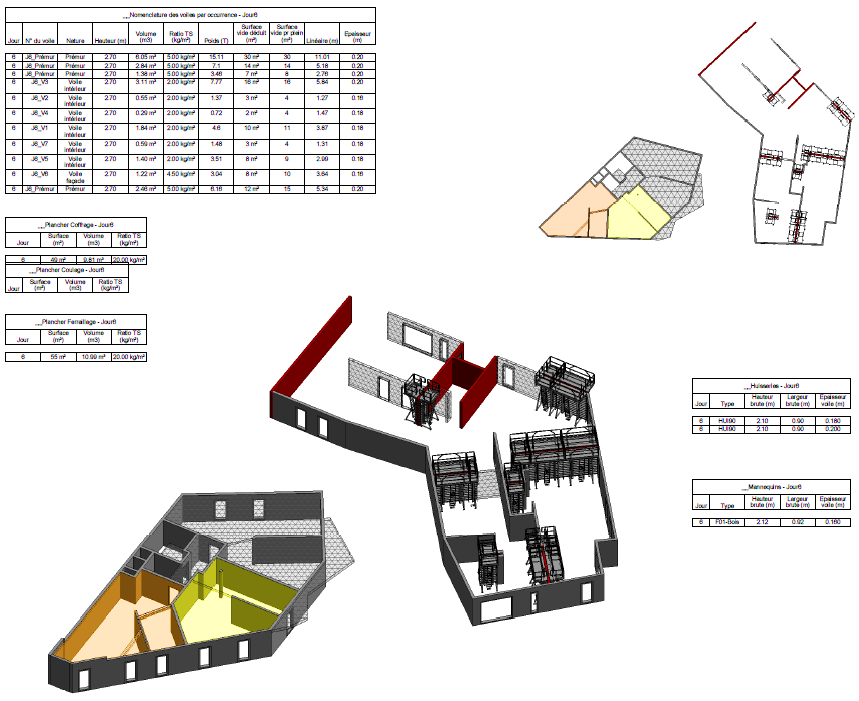 Nomenclature des voiles par occurrence - Jour6
Jour N° du voile Nature Hauteur (m) Volume (m3) Ratio TS (kg/m²) Poids (T) Surface vide déduit (m²) Surface vide pr plein (m²) Linéaire (m) Epaisseur (m)
6 J6_Prémur Prémur 2.70 6.05 m³ 5.00 kg/m² 15.11 30 m² 30 11.01 0.20
6 J6_Prémur Prémur 2.70 2.84 m³ 5.00 kg/m² 7.1 14 m² 14 5.18 0.20
6 J6_Prémur Prémur 2.70 1.38 m³ 5.00 kg/m² 3.46 7 m² 8 2.76 0.20
6 J6_V3 Voile intérieur 2.70 3.11 m³ 2.00 kg/m² 7.77 16 m² 16 5.84 0.20
6 J6_V2 Voile intérieur 2.70 0.55 m³ 2.00 kg/m² 1.37 3 m² 4 1.27 0.16
6 J6_V4 Voile intérieur 2.70 0.29 m³ 2.00 kg/m² 0.72 2 m² 4 1.47 0.18
6 J6_V1 Voile intérieur 2.70 1.84 m³ 2.00 kg/m² 4.6 10 m² 11 3.87 0.18
6 J6_V7 Voile intérieur 2.70 0.59 m³ 2.00 kg/m² 1.48 3 m² 4 1.31 0.18
6 J6_V5 Voile intérieur 2.70 1.40 m³ 2.00 kg/m² 3.51 8 m² 9 2.99 0.18
6 J6_V6 Voile façade 2.70 1.22 m³ 4.50 kg/m² 3.04 8 m² 10 3.64 0.16
6 J6_Prémur Prémur 2.70 2.46 m³ 5.00 kg/m² 6.16 12 m² 15 5.34 0.20
Plancher Coffrage - Jour6
Jour Surface (m²) Volume (m3) Ratio TS (kg/m²)
6 49 m² 9.81 m³ 20.00 kg/m²
Plancher Coulage - Jour6
Jour Surface (m²) Volume (m3) Ratio TS (kg/m²)
Plancher Ferraillage - Jour6
Jour Surface (m²) Volume (m3) Ratio TS (kg/m²)
6 55 m² 10.99 m³ 20.00 kg/m²
Huisseries - Jour6
Jour Type Hauteur brute (m) Largeur brute (m) Epaisseur voile (m)
6 HUI90 2.10 0.90 0.180
6 HUI90 2.10 0.90 0.200
Mannequins - Jour6
Jour Type Hauteur brute (m) Largeur brute (m) Epaisseur voile (m)
6 F01-Bois 2.12 0.92 0.160